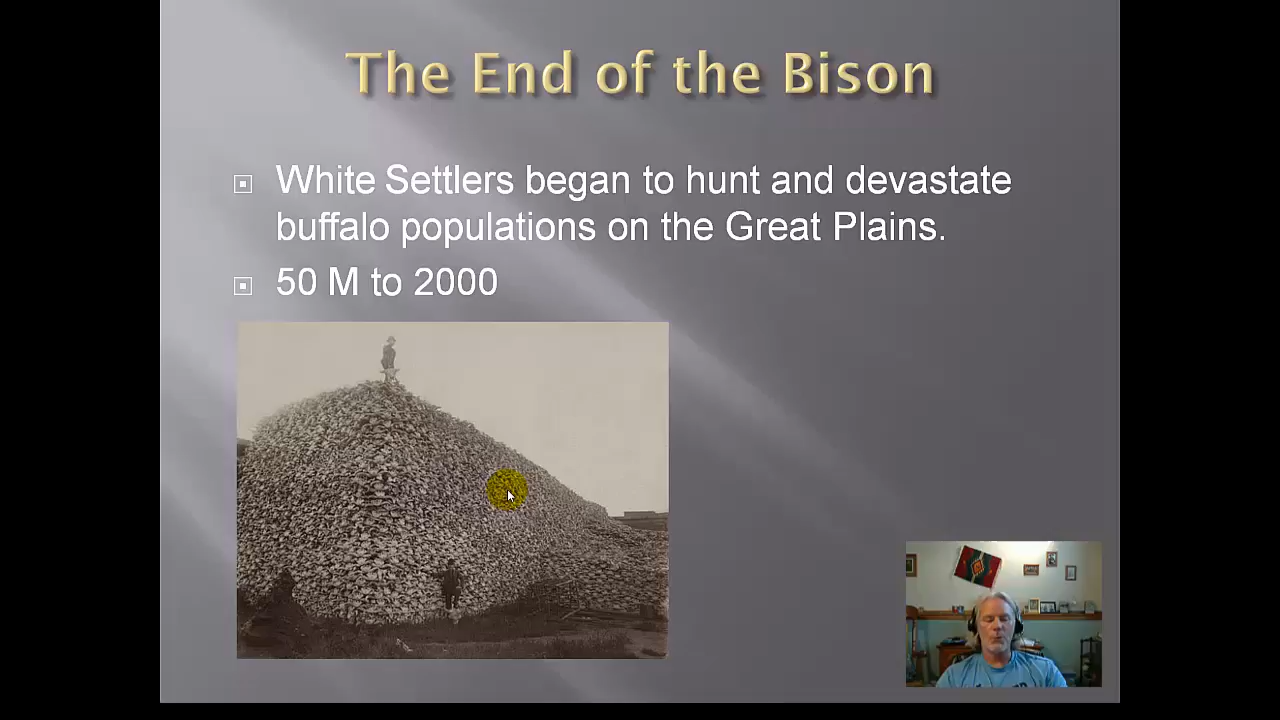 The End of the Bison
White Settlers began to hunt and devastate
buffalo populations on the Great Plains.
50 M to 2000